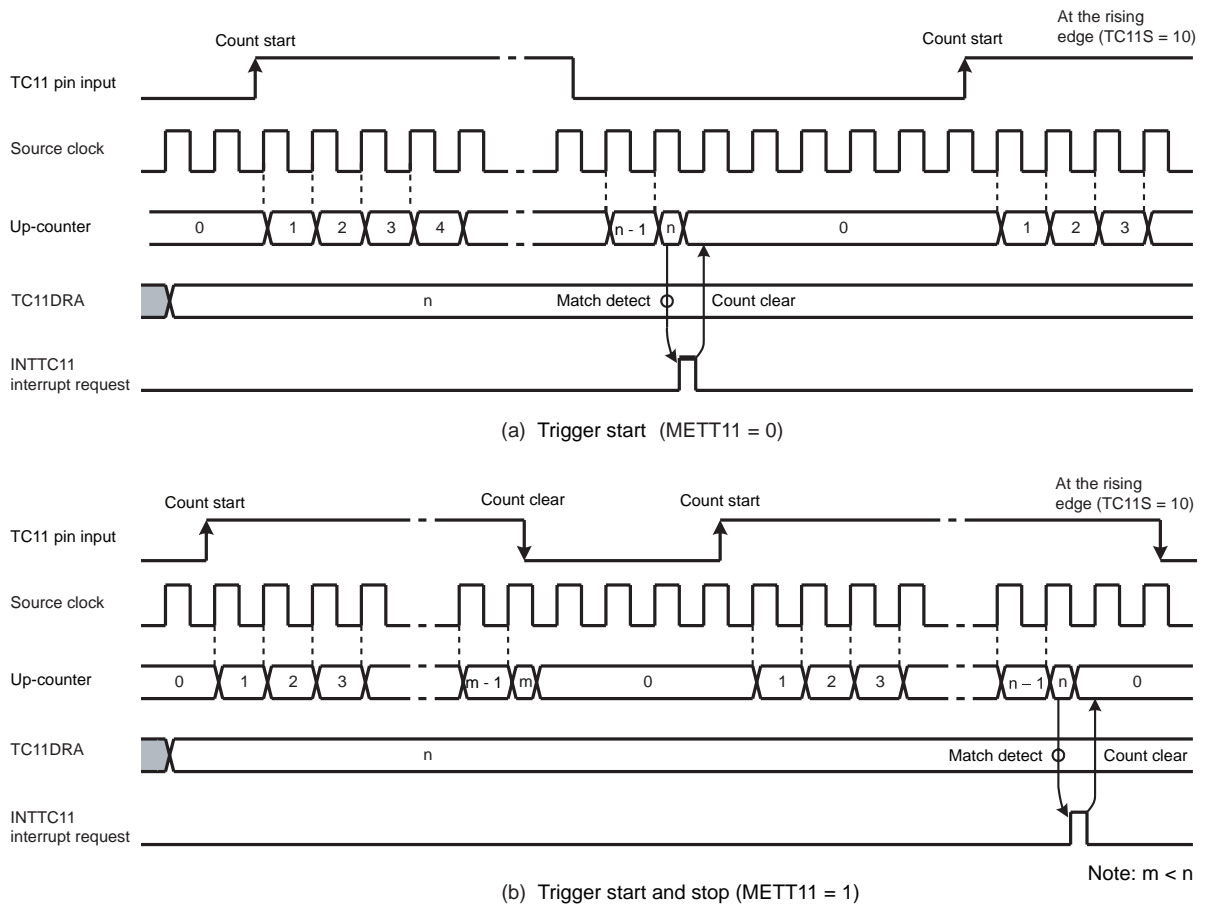 At the rising
edge (TC11S = 10)
Count start
Count start
TC11 pin input
Source clock
Up-counter
0
1
2
3
4
n - 1
n
0
1
2
3
TC11DRA
n
Match detect
Count clear
INTTC11
interrupt request
(a) Trigger start (METT11 = 0)
At the rising
edge (TC11S = 10)
Count start
Count clear
Count start
TC11 pin input
Source clock
Up-counter
0
1
2
3
m - 1
m
0
1
2
3
n – 1
n
0
TC11DRA
n
Match detect
Count clear
INTTC11
interrupt request
Note: m < n
(b) Trigger start and stop (METT11 = 1)